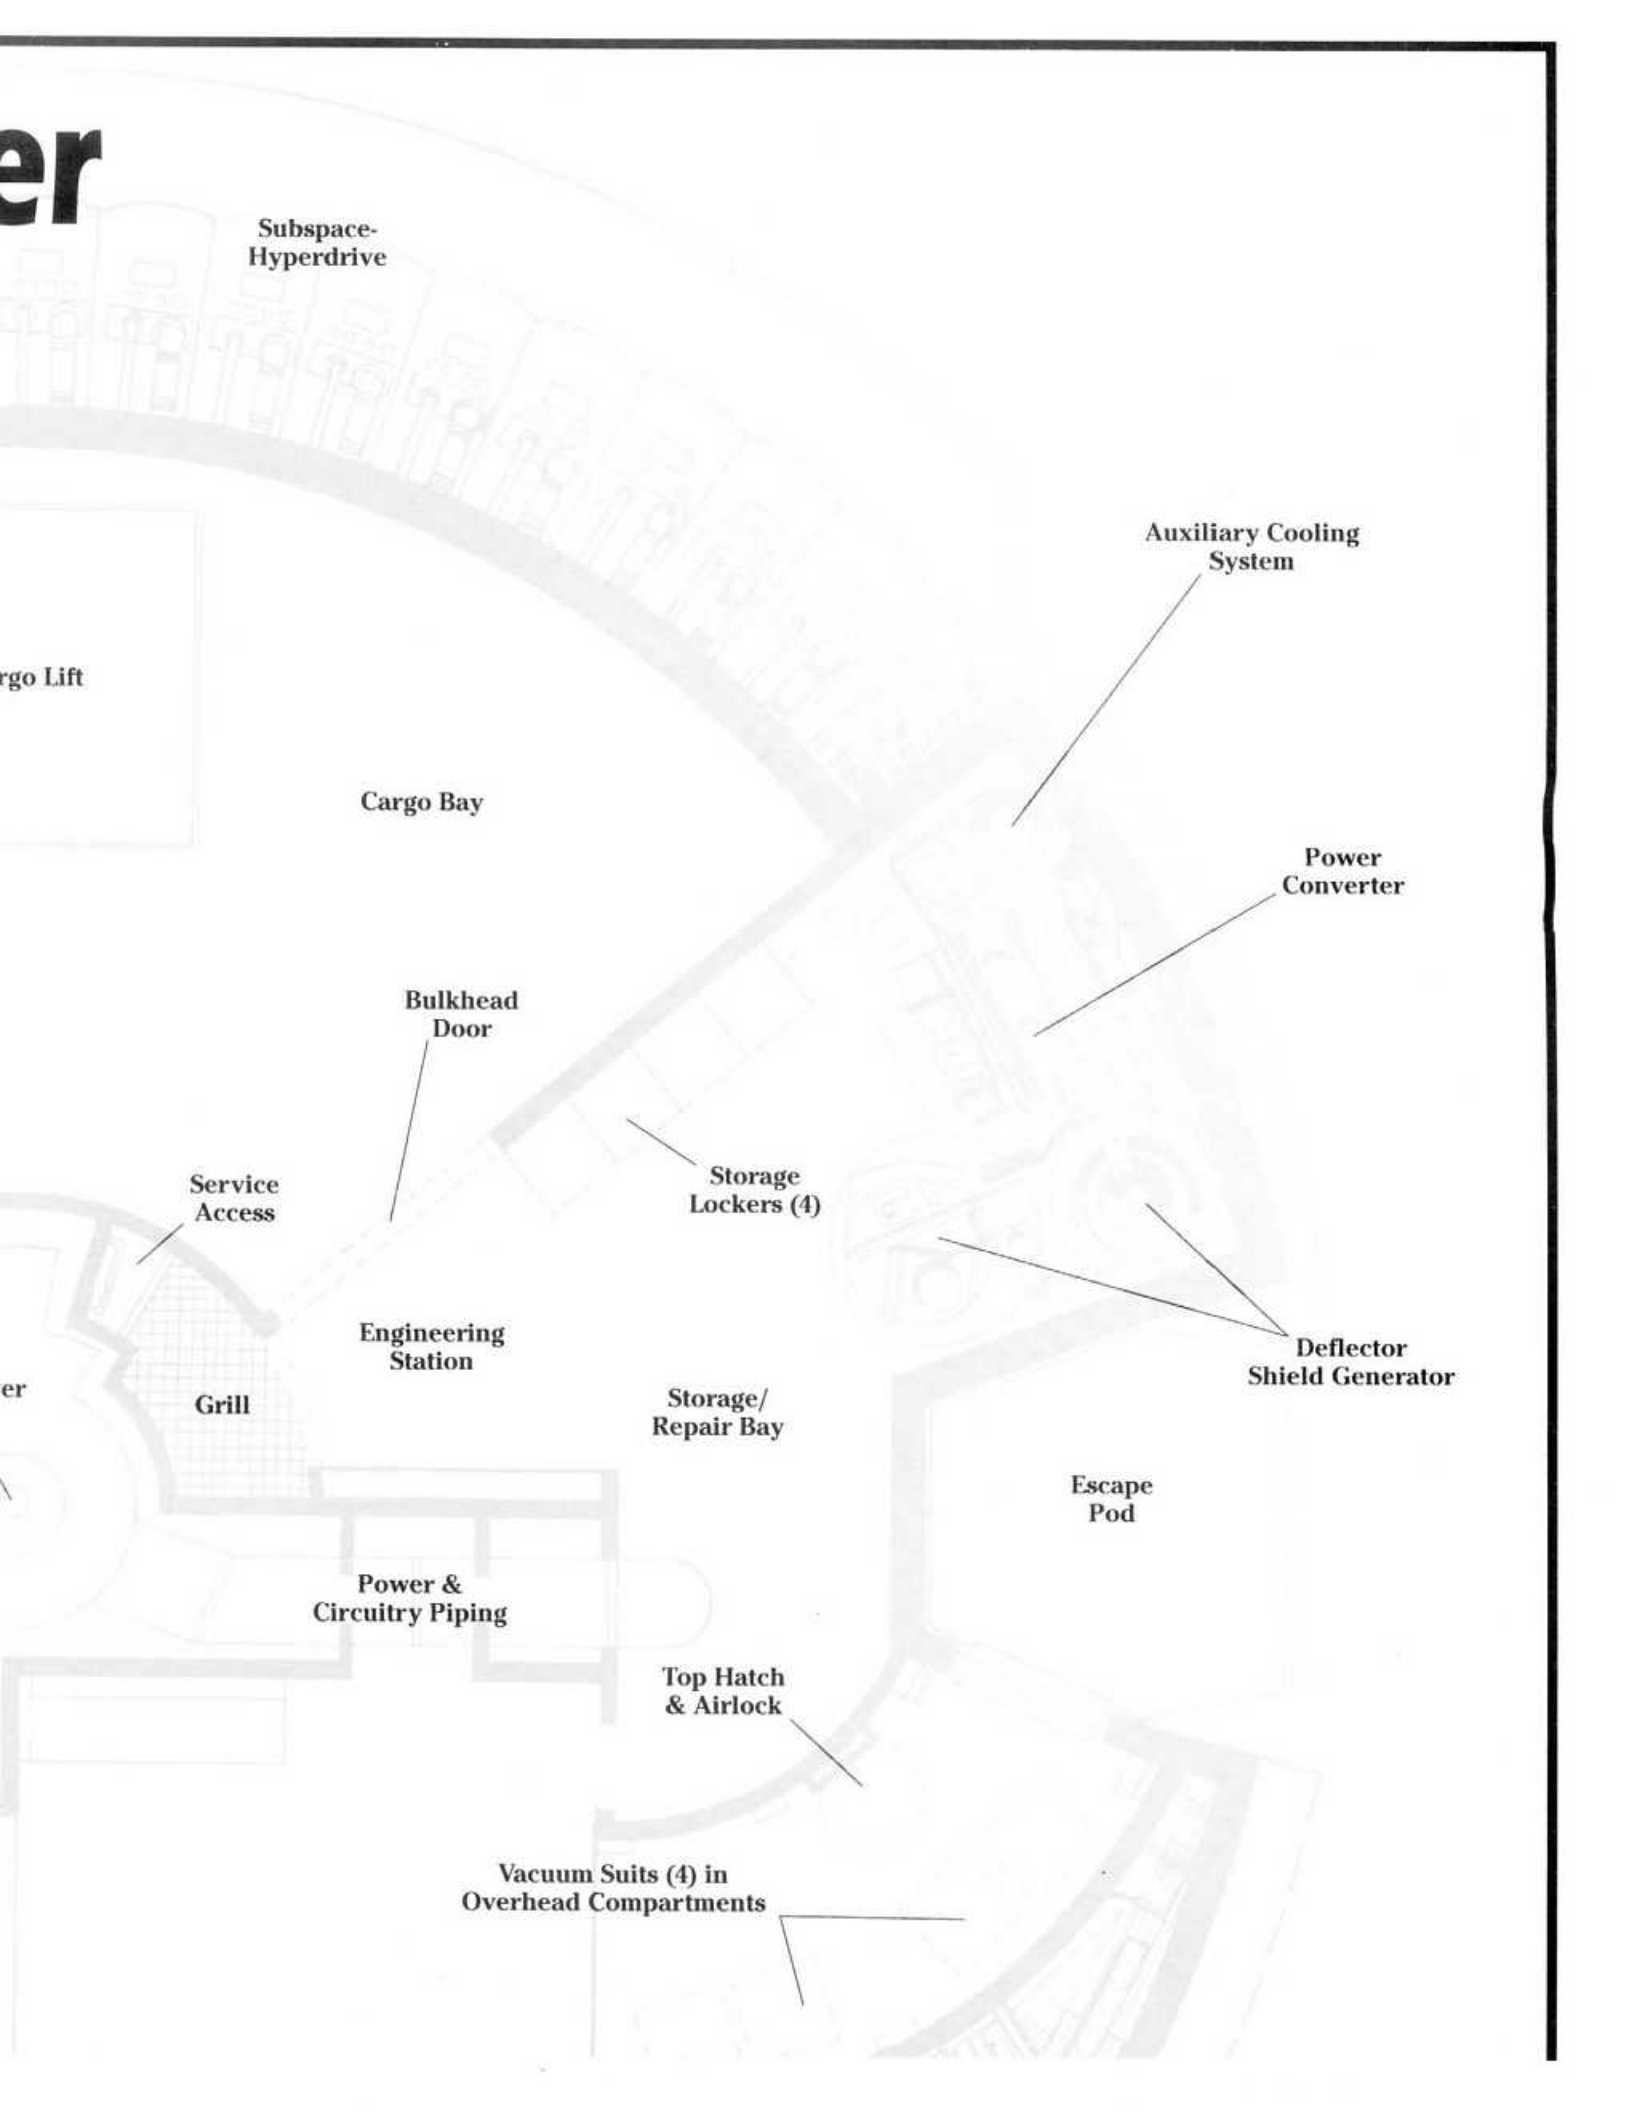 er
Subspace-
Hyperdrive
Auxiliary Cooling
System
rgo Lift
Cargo Bay
Power
Converter
Bulkhead
Door
Storage
Lockers (4)
Service
Access
Engineering
Station
Deflector
Shield Generator
er
Grill
Storage/
Repair Bay
Escape
Pod
Power &
Circuitry Piping
Top Hatch
& Airlock
Vacuum Suits (4) in
Overhead Compartments